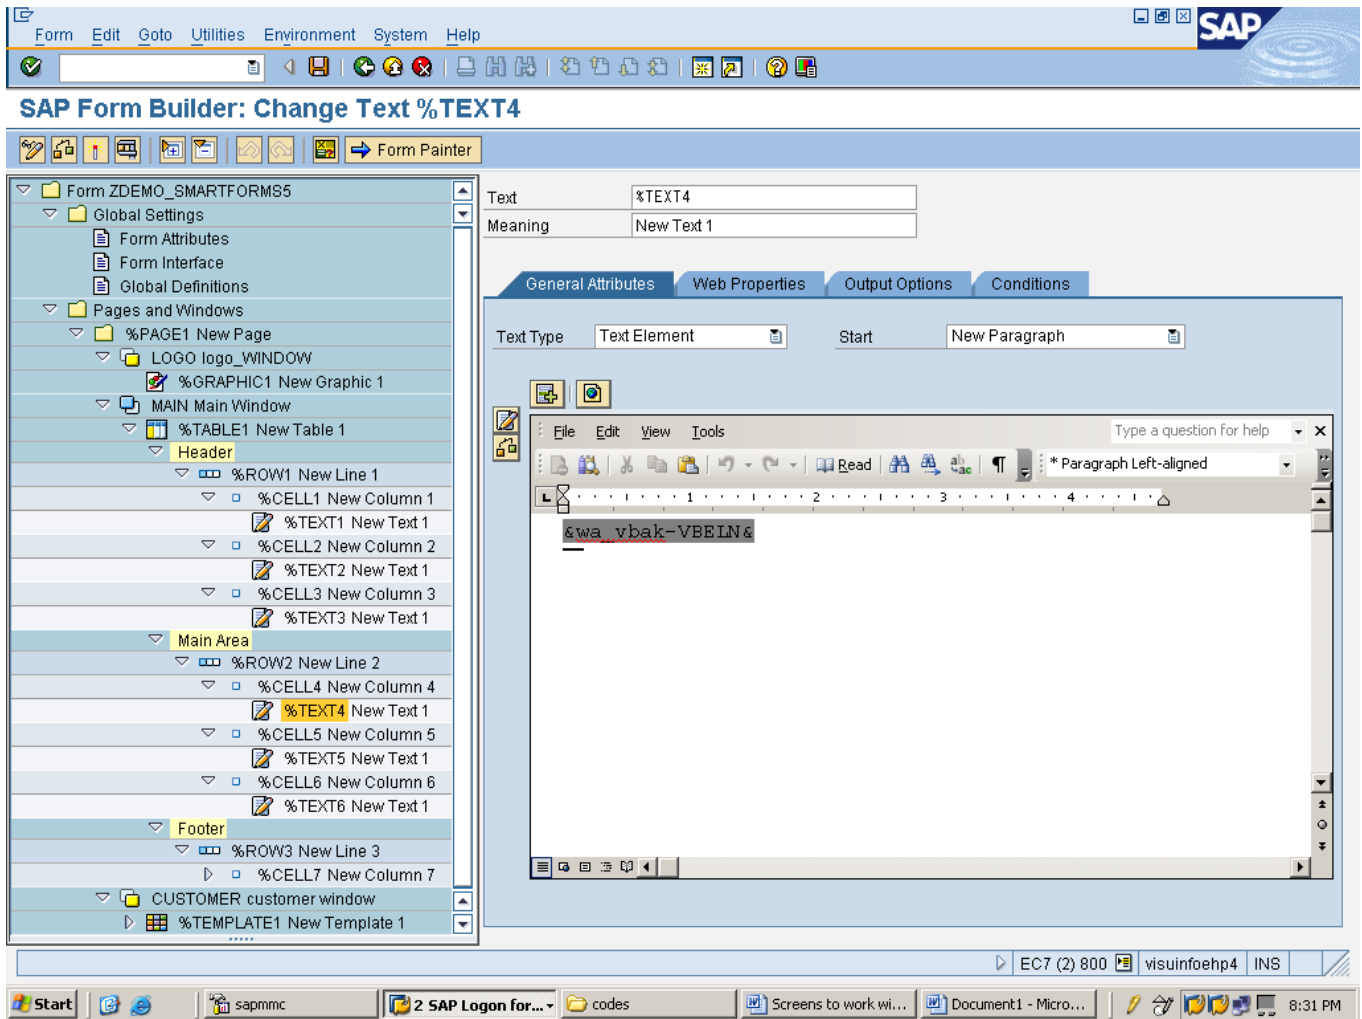 Form Edit Goto Utilities Environment System Help
SAP
SAP Form Builder: Change Text %TEXT4
Form Painter
Form ZDEMO_SMARTFORMS5
Global Settings
Form Attributes
Form Interface
Global Definitions
Pages and Windows
%PAGE1 New Page
LOGO logo_WINDOW
%GRAPHIC1 New Graphic 1
MAIN Main Window
%TABLE1 New Table 1
Header
%ROW1 New Line 1
%CELL1 New Column 1
%TEXT1 New Text 1
%CELL2 New Column 2
%TEXT2 New Text 1
%CELL3 New Column 3
%TEXT3 New Text 1
Main Area
%ROW2 New Line 2
%CELL4 New Column 4
%TEXT4 New Text 1
%CELL5 New Column 5
%TEXT5 New Text 1
%CELL6 New Column 6
%TEXT6 New Text 1
Footer
%ROW3 New Line 3
%CELL7 New Column 7
CUSTOMER customer window
%TEMPLATE1 New Template 1
Text %TEXT4
Meaning New Text 1
General Attributes Web Properties Output Options Conditions
Text Type Text Element Start New Paragraph
File Edit View Tools Type a question for help
Read * Paragraph Left-aligned
1 2 3 4
&wa_vbak-VBELN&
EC7 (2) 800 visuinfoehp4 INS
Start sapmmc 2 SAP Logon for... codes Screens to work wi... Document1 - Micro... 8:31 PM